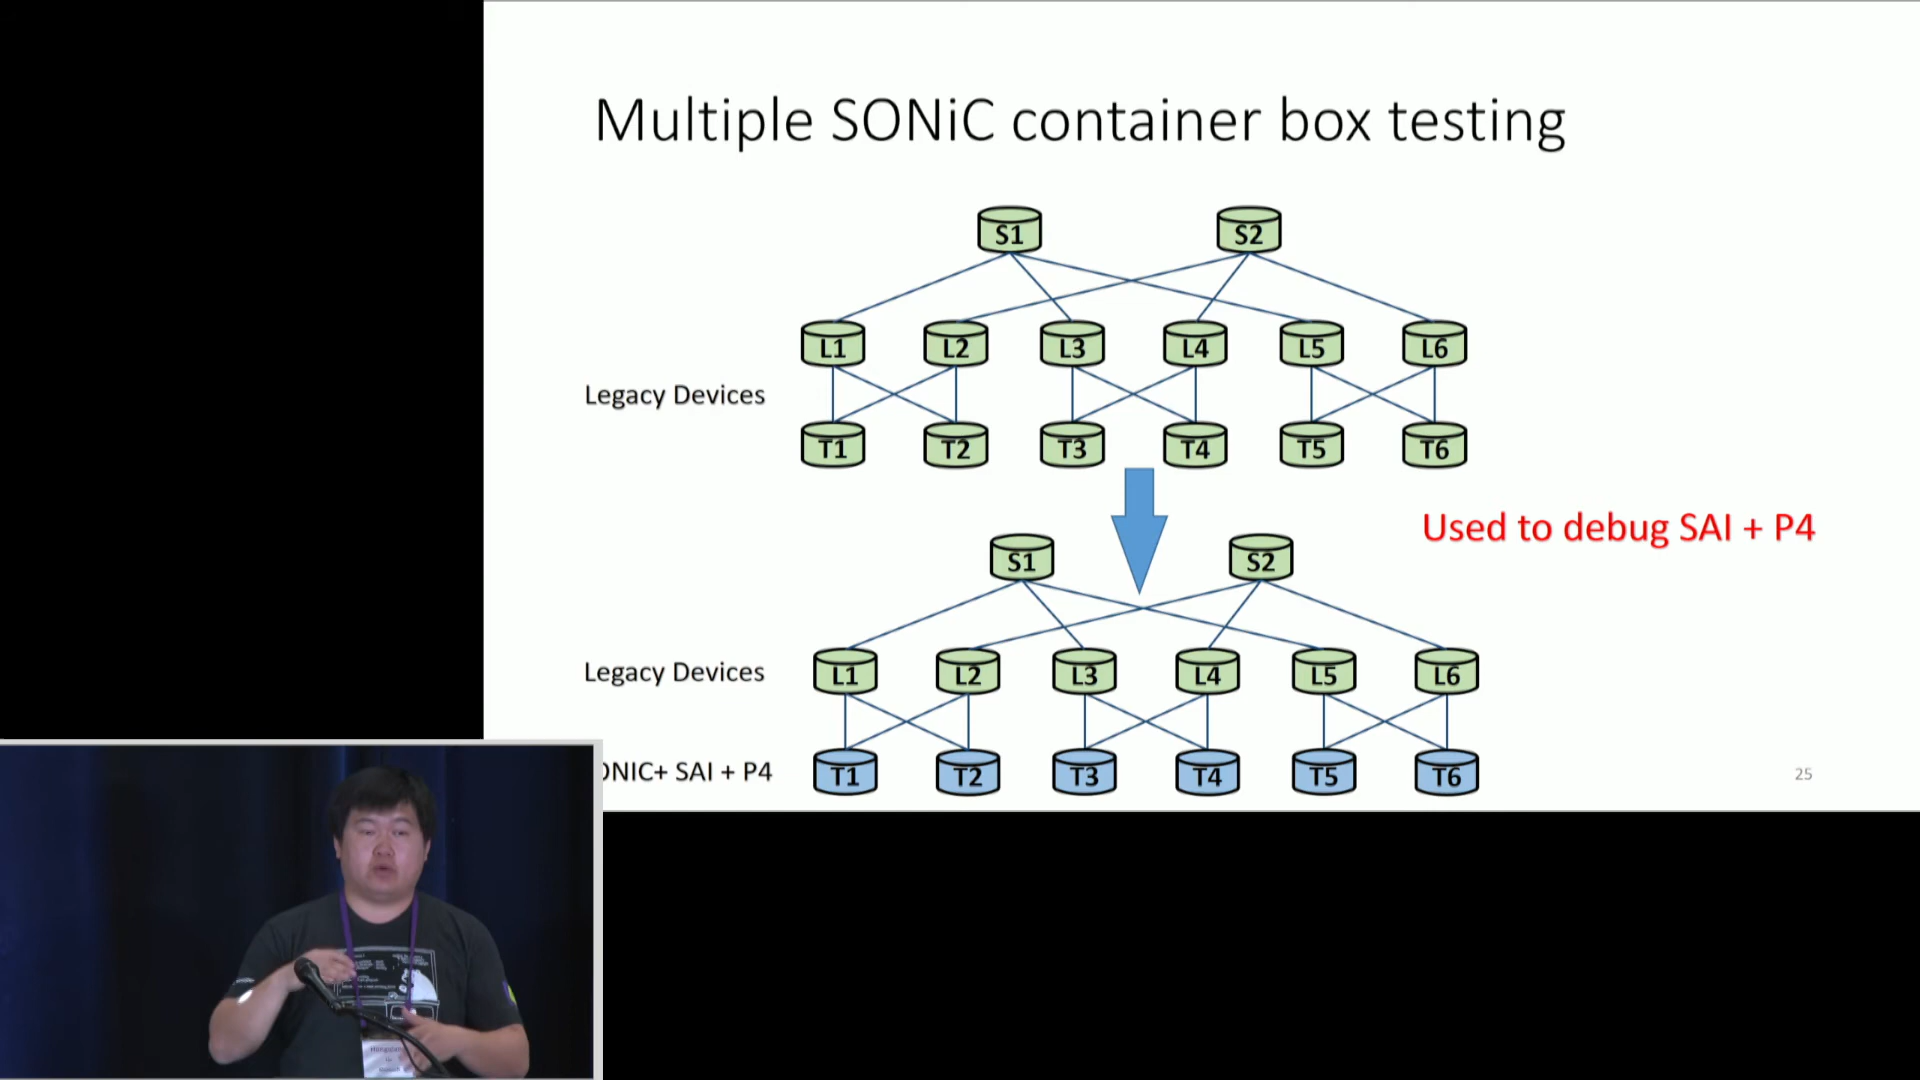 Multiple SONiC container box testing
S1 S2
L1 L2 L3 L4 L5 L6
Legacy Devices
T1 T2 T3 T4 T5 T6
Used to debug SAI + P4
S1 S2
L1 L2 L3 L4 L5 L6
Legacy Devices
ONIC+ SAI + P4 T1 T2 T3 T4 T5 T6
25